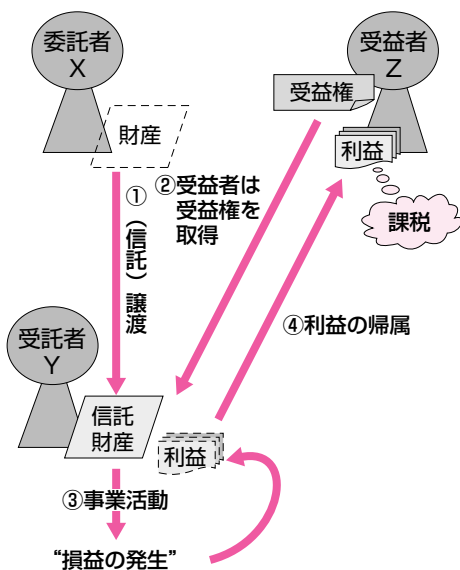 委託者
X
財産
受益者
Z
受益権
利益
課税
①（信託）譲渡
②受益者は
受益権を
取得
④利益の帰属
受託者
Y
信託
財産
利益
③事業活動
“損益の発生”